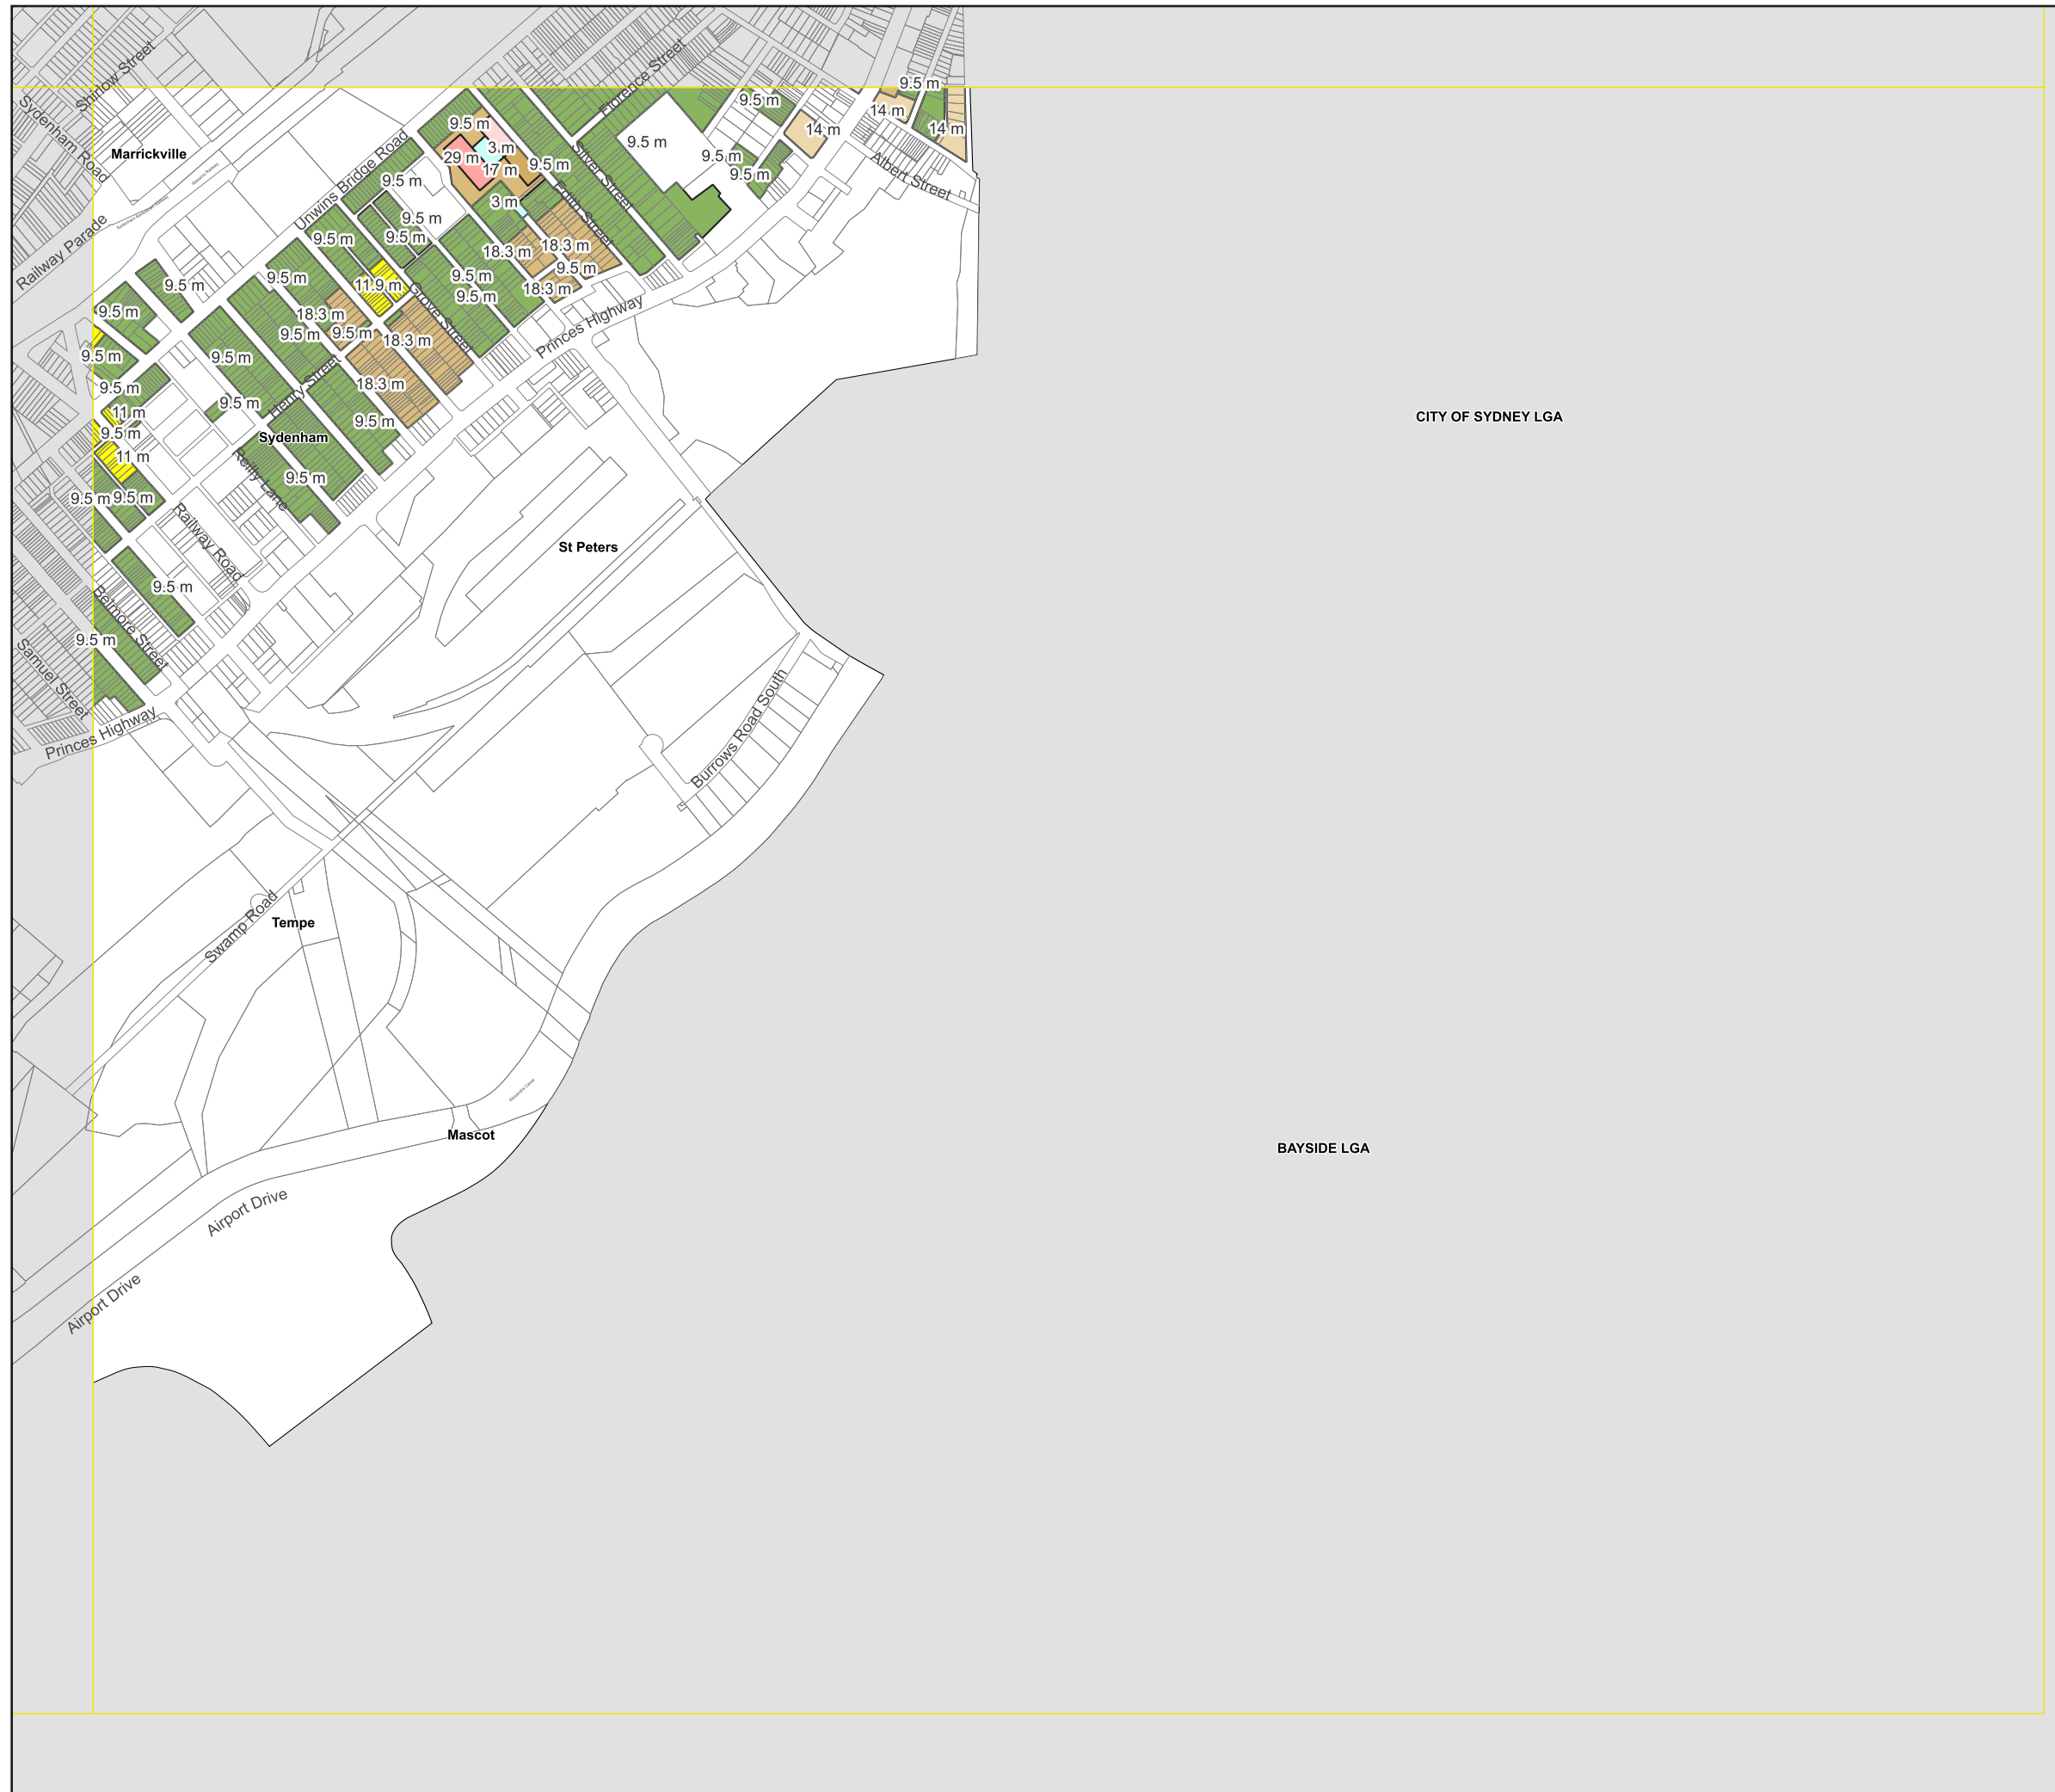 Shirlow Street
Florence Street
9.5 m
9.5 m
14 m
14 m
14 m
Sydenham Road
Marrickville
9.5 m
9.5 m
3 m
29 m
17 m
9.5 m
Silver Street
9.5 m
9.5 m
Albert Street
Unwins Bridge Road
9.5 m
3 m
Edith Street
Railway Parade
9.5 m
9.5 m
9.5 m
18.3 m
18.3 m
9.5 m
9.5 m
9.5 m
11.9 m
9.5 m
9.5 m
18.3 m
9.5 m
18.3 m
9.5 m
9.5 m
18.3 m
Grove Street
Princes Highway
9.5 m
9.5 m
Henry Street
18.3 m
9.5 m
11 m
9.5 m
9.5 m
CITY OF SYDNEY LGA
9.5 m
Sydenham
11 m
Reilly Lane
9.5 m
9.5 m
9.5 m
Railway Road
St Peters
9.5 m
Belmore Street
9.5 m
Samuel Street
Princes Highway
Burrows Road South
Swamp Road
Tempe
Alexandra Canal
Mascot
BAYSIDE LGA
Airport Drive
Airport Drive